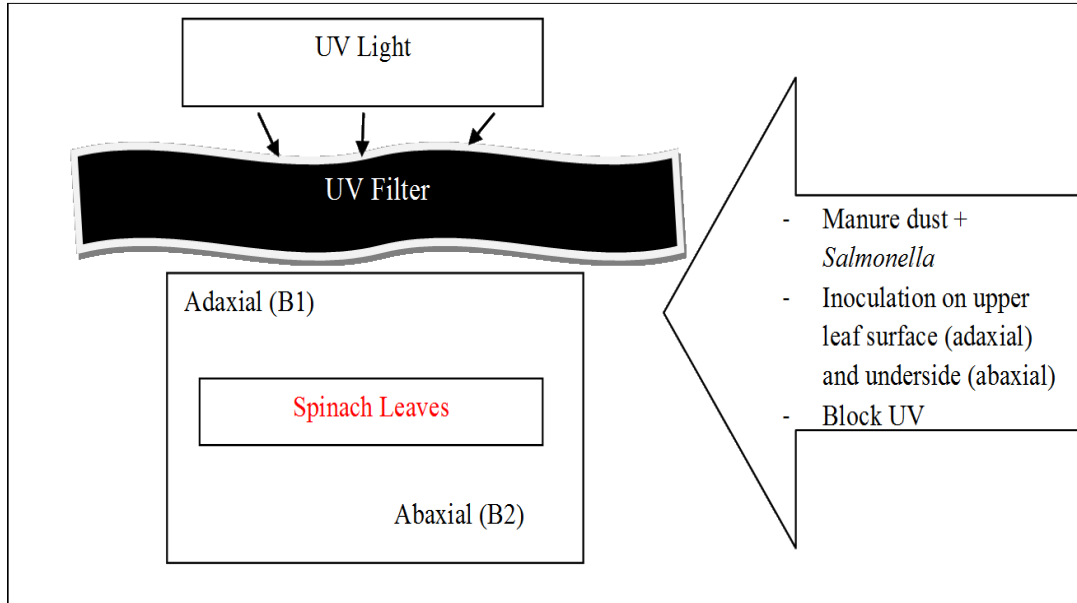 UV Light
UV Filter
Adaxial (B1)
Spinach Leaves
Abaxial (B2)
- Manure dust +
Salmonella
- Inoculation on upper
leaf surface (adaxial)
and underside (abaxial)
- Block UV